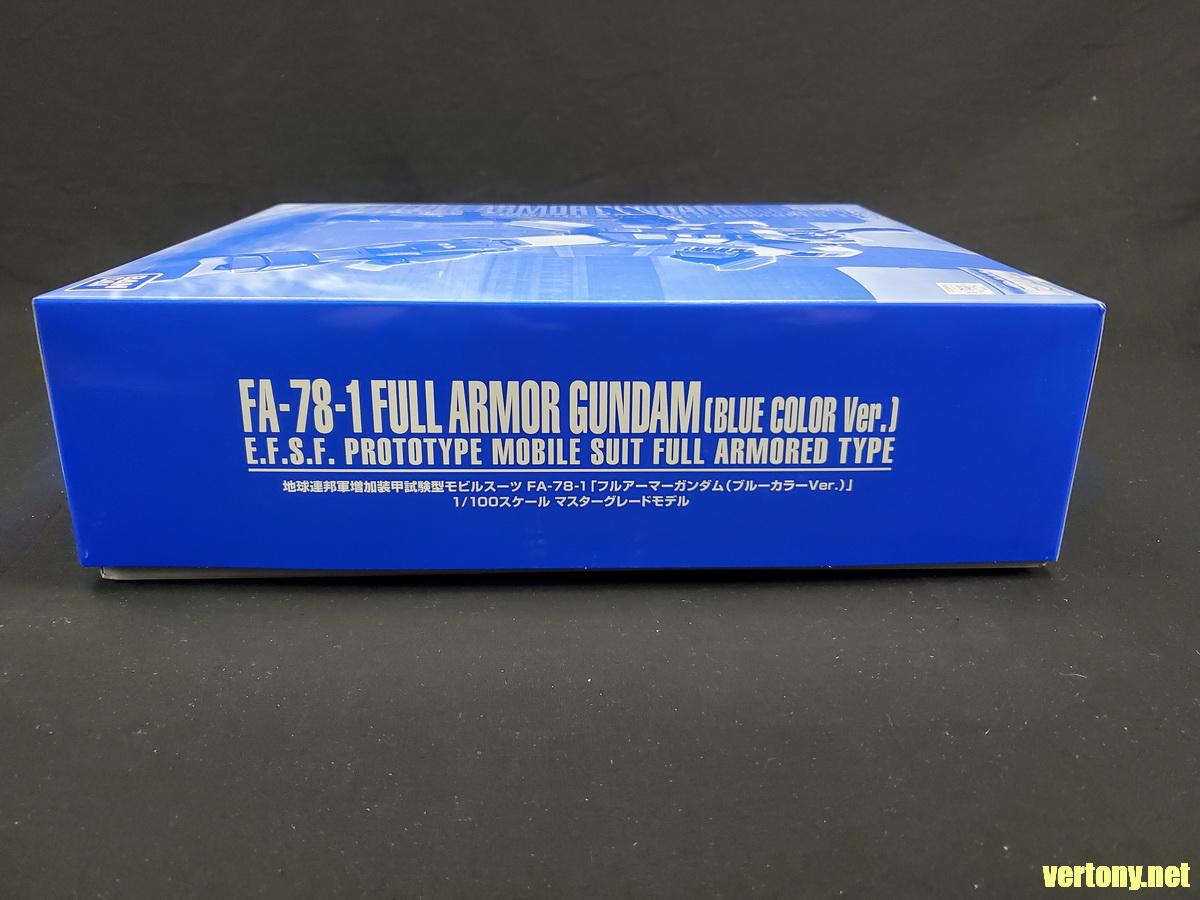 FA-78-1 FULL ARMOR GUNDAM (BLUE COLOR Ver.)
E.F.S.F. PROTOTYPE MOBILE SUIT FULL ARMORED TYPE
地球連邦軍増加装甲試験型モビルスーツ FA-78-1「フルアーマーガンダム(ブルーカラーVer.)」
1/100スケール マスターグレードモデル
vertony.net